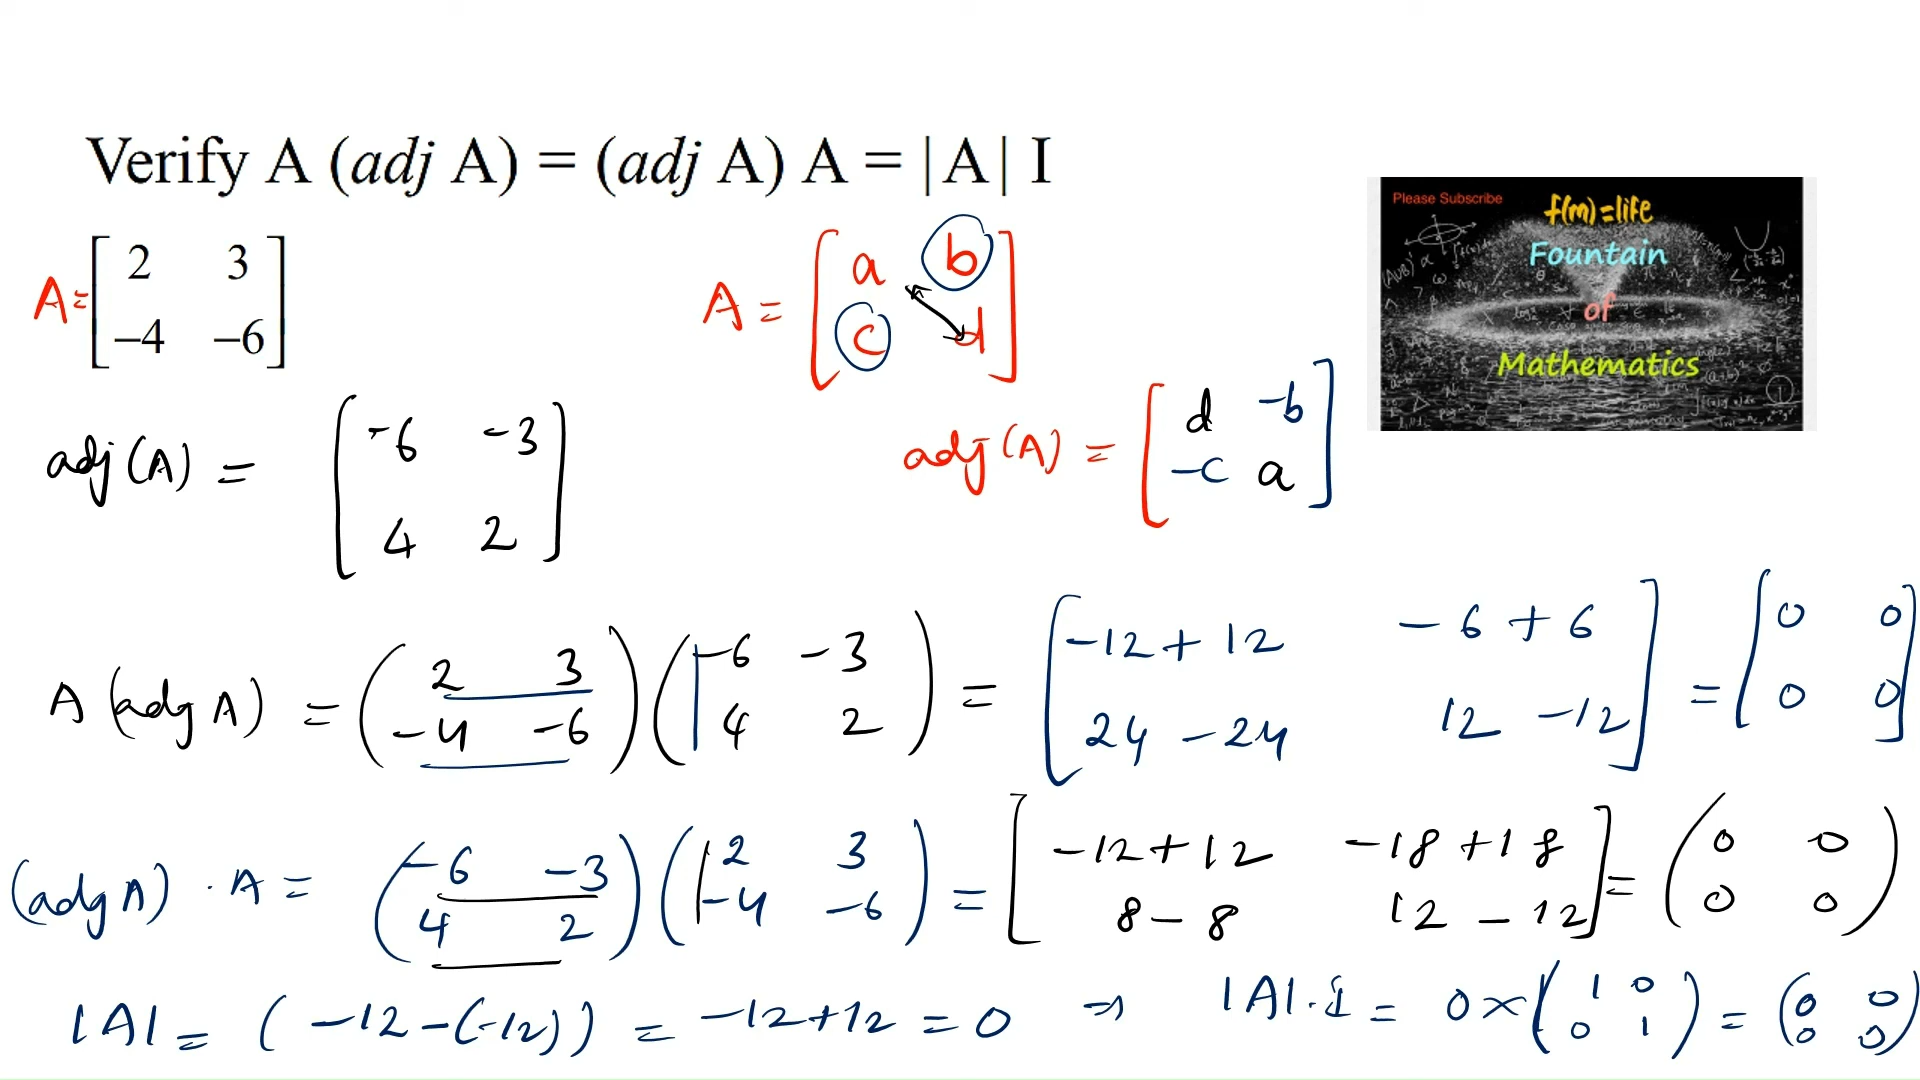 Verify A (adj A) = (adj A) A = |A| I
Please Subscribe
f(m)=life
Fountain
of
Mathematics
A= [ 2 3
-4 -6 ]
A = [ a b
c d ]
adj(A) = [ -6 -3
4 2 ]
adj(A) = [ d -b
-c a ]
A (adj A) = ( 2 3
-4 -6 ) ( -6 -3
4 2 ) = [ -12+12 -6+6
24-24 12-12 ] = [ 0 0
0 0 ]
(adj A) . A = ( -6 -3
4 2 ) ( 2 3
-4 -6 ) = [ -12+12 -18+18
8-8 12-12 ] = ( 0 0
0 0 )
|A| = (-12-(-12)) = -12+12 = 0 ⇒ |A|.I = 0×( 1 0
0 1 ) = ( 0 0
0 0 )